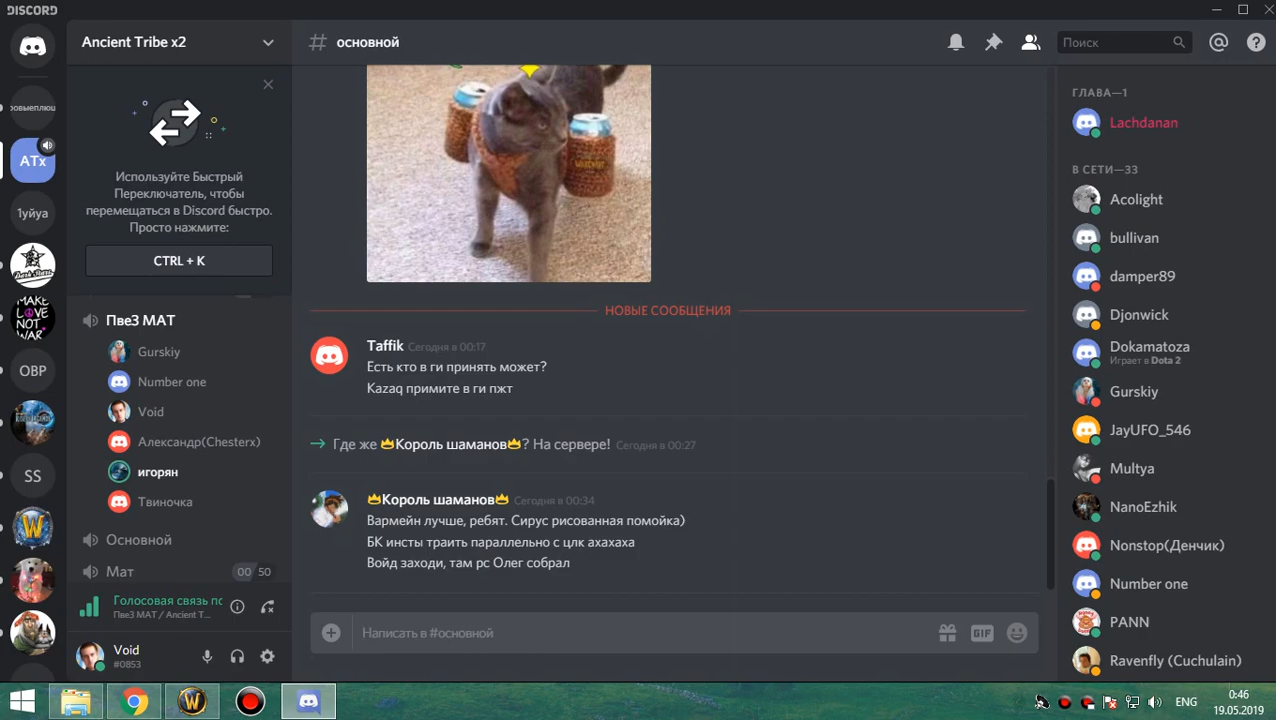 DISCORD
Ancient Tribe x2
# основной
Поиск
АТх
1уйуа
MAKE LOVE NOT WAR
ОВР
SS
Используйте Быстрый
Переключатель, чтобы
перемещаться в Discord быстро.
Просто нажмите:
CTRL + K
Пве3 МАТ
Gurskiy
Number one
Void
Александр(Chesterx)
игорян
Твиночка
Основной
Мат 00 50
Голосовая связь пс
Пве3 МАТ / Ancient T...
Void
#0853
НОВЫЕ СООБЩЕНИЯ
Taffik Сегодня в 00:17
Есть кто в ги принять может?
Kazaq примите в ги пжт
Где же 👑Король шаманов👑? На сервере! Сегодня в 00:27
👑Король шаманов👑 Сегодня в 00:34
Вармейн лучше, ребят. Сирус рисованная помойка)
БК инсты траить параллельно с цлк ахахаха
Войд заходи, там рс Олег собрал
Написать в #основной
GIF
ГЛАВА—1
Lachdanan
В СЕТИ—33
Acolight
bullivan
damper89
Djonwick
Dokamatoza
Играет в Dota 2
Gurskiy
JayUFO_546
Multya
NanoEzhik
Nonstop(Денчик)
Number one
PANN
Ravenfly (Cuchulain)
ENG
0:46
19.05.2019